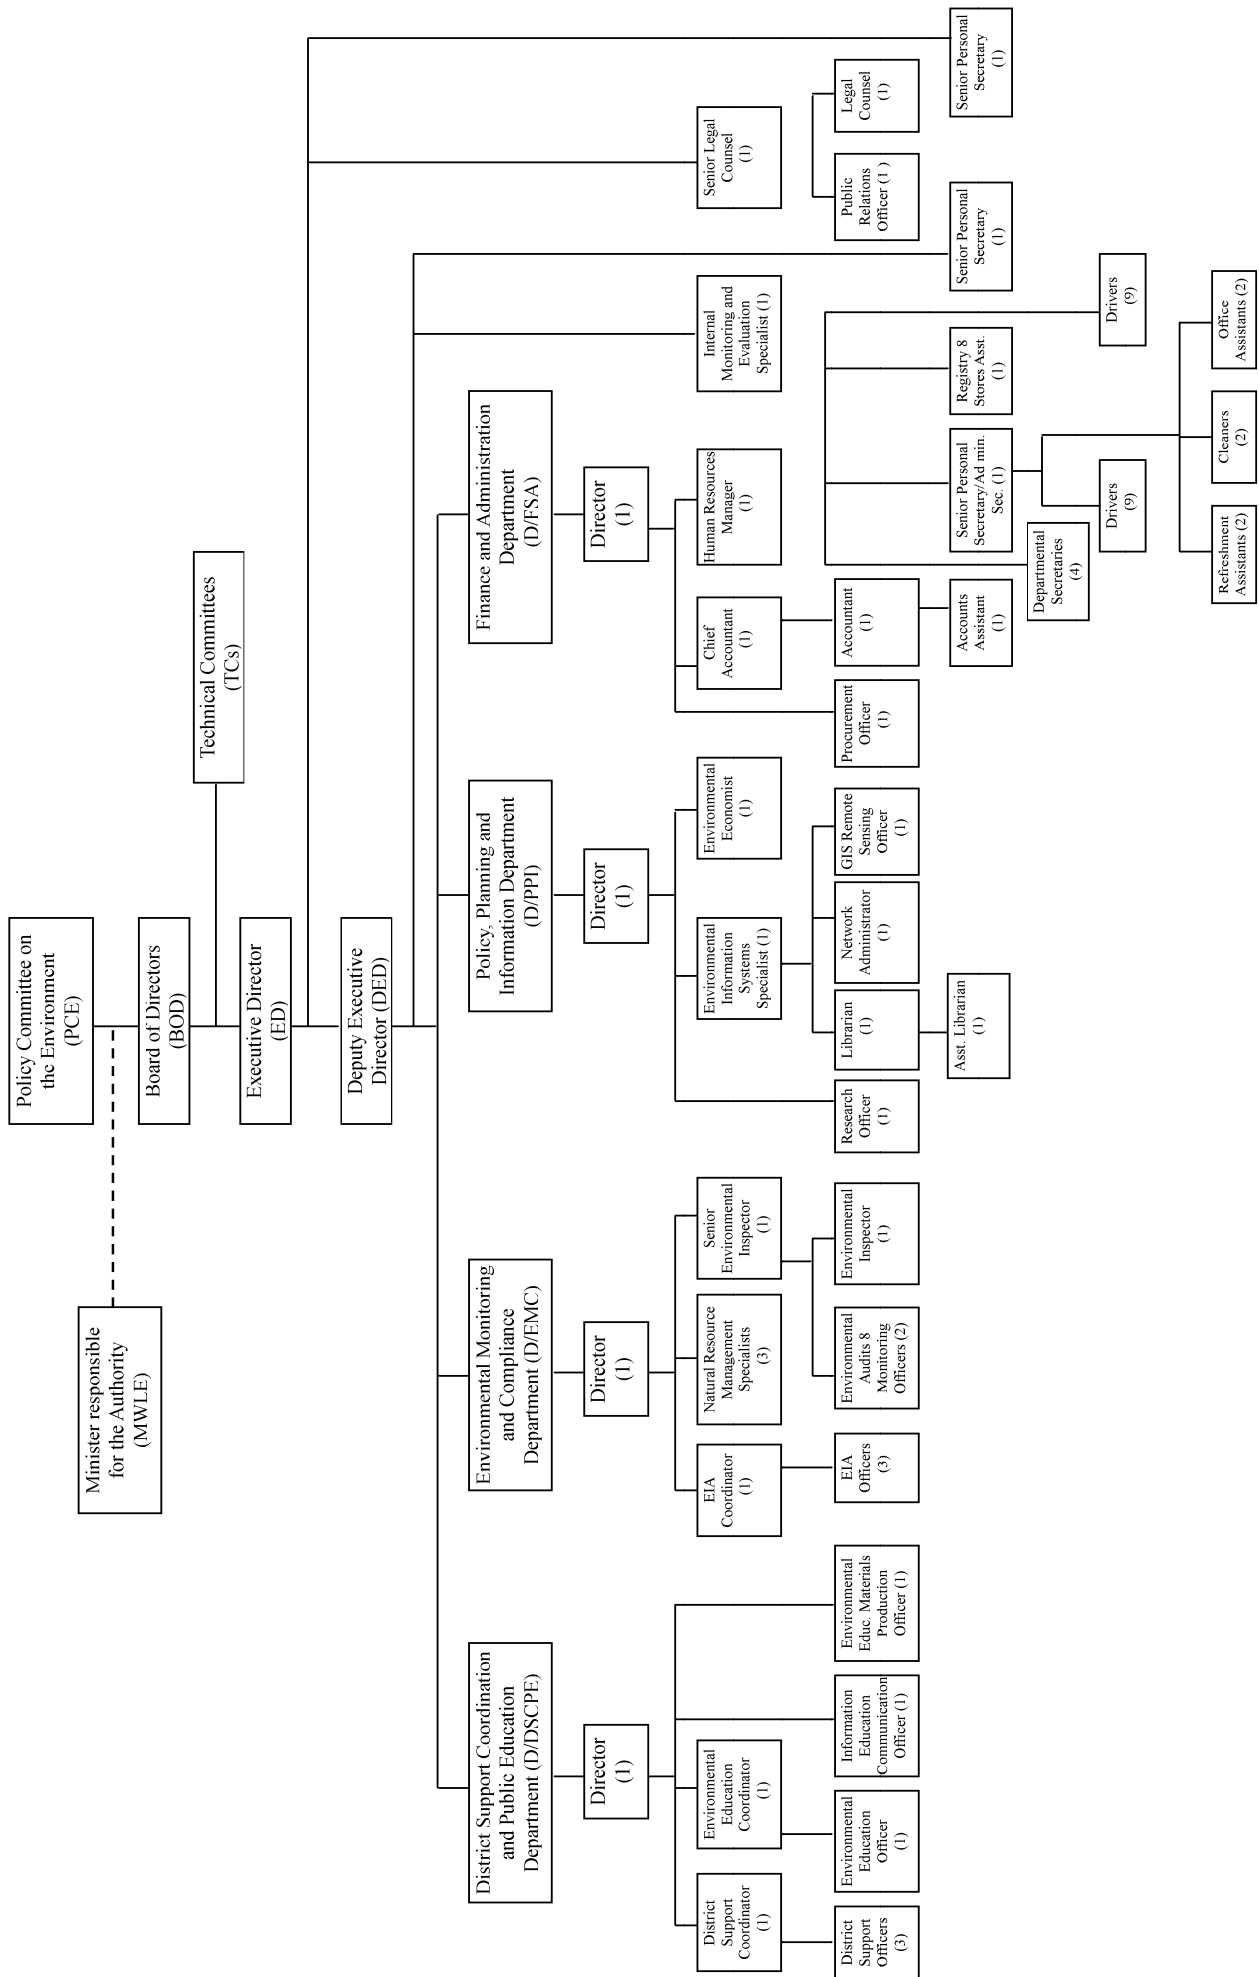 Policy Committee on
thc Environment
(PCE)
Minister responsible
for the Authority
(MWLE)
Board of Directors
(BOD)
Technical Committees
(TCs)
Executive Director
(ED)
Deputy Executive
Director (DED)
District Support Coordination
and Public Education
Department (D/DSCPE)
Environmental Monitoring
and Compliance
Department (D/EMC)
Policy, Planning and
Information Department
(D/PPI)
Finance and Administration
Department
(D/FSA)
Director
(1)
Director
(1)
Director
(1)
Director
(1)
District
Support
Coordinator
(1)
Environmental
Education
Coordinator
(1)
EIA
Coordinator
(1)
Natural Resource
Management
Specialists
(3)
Senior
Environmental
Inspector
(1)
Environmental
Information
Systems
Specialist (1)
Environmental
Economist
(1)
Chief
Accountant
(1)
Human Resources
Manager
(1)
Internal
Monitoring and
Evaluation
Specialist (1)
Senior Legal
Counsel
(1)
District
Support
Officers
(3)
Environmental
Education
Officer
(1)
Information
Education
Communication
Officer (1)
Environmental
Educ. Materials
Production
Officer (1)
EIA
Officers
(3)
Environmental
Audits 8
Monitoring
Officers (2)
Environmental
Inspector
(1)
Research
Officer
(1)
Librarian
(1)
Network
Administrator
(1)
GIS Remote
Sensing
Officer
(1)
Procurement
Officer
(1)
Accountant
(1)
Public
Relations
Officer (1 )
Legal
Counsel
(1)
Asst. Librarian
(1)
Accounts
Assistant
(1)
Senior Personal
Secretary/Ad min.
Sec. (1)
Registry 8
Stores Asst.
(1)
Senior Personal
Secretary
(1)
Senior Personal
Secretary
(1)
Departmental
Secretaries
(4)
Drivers
(9)
Drivers
(9)
Refreshment
Assistants (2)
Cleaners
(2)
Office
Assistants (2)